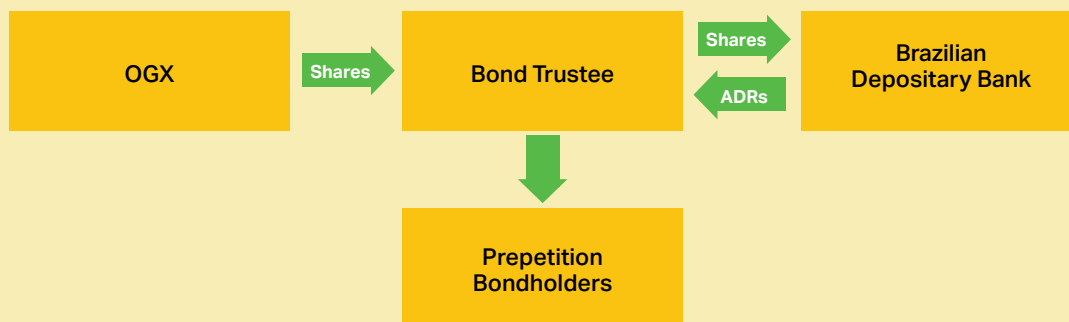 OGX
Shares
Bond Trustee
Shares
ADRs
Brazilian
Depositary Bank
Prepetition
Bondholders